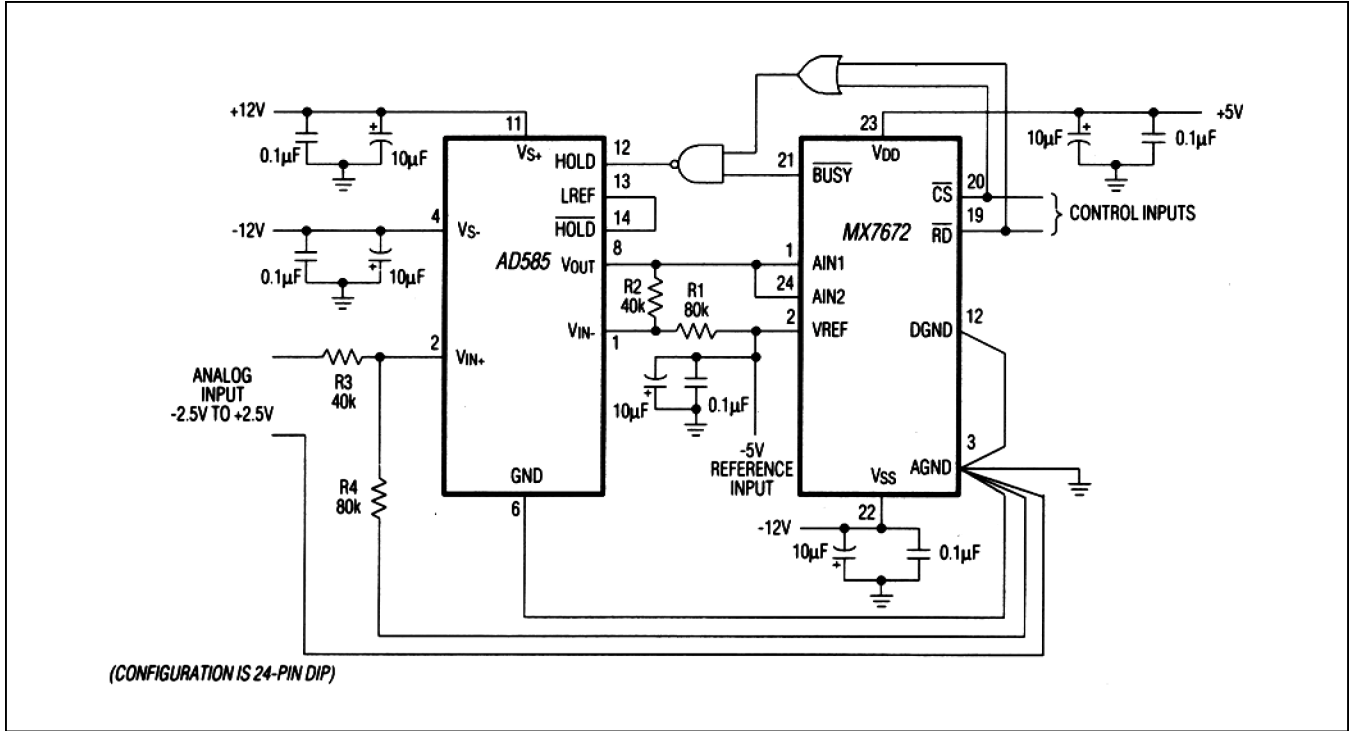 +12V
0.1µF
+
10µF
11
VS+
-12V
0.1µF
+
10µF
4
VS-
AD585
HOLD
12
LREF
13
H̅O̅L̅D̅
14
VOUT
8
VIN-
1
2
VIN+
GND
6
ANALOG
INPUT
-2.5V TO +2.5V
R3
40k
R4
80k
R2
40k
R1
80k
10µF
+
0.1µF
-5V
REFERENCE
INPUT
23
VDD
21
B̅U̅S̅Y̅
MX7672
1
AIN1
24
AIN2
2
VREF
C̅S̅
20
R̅D̅
19
CONTROL INPUTS
DGND
12
AGND
3
VSS
22
-12V
10µF
+
0.1µF
+5V
10µF
+
0.1µF
(CONFIGURATION IS 24-PIN DIP)